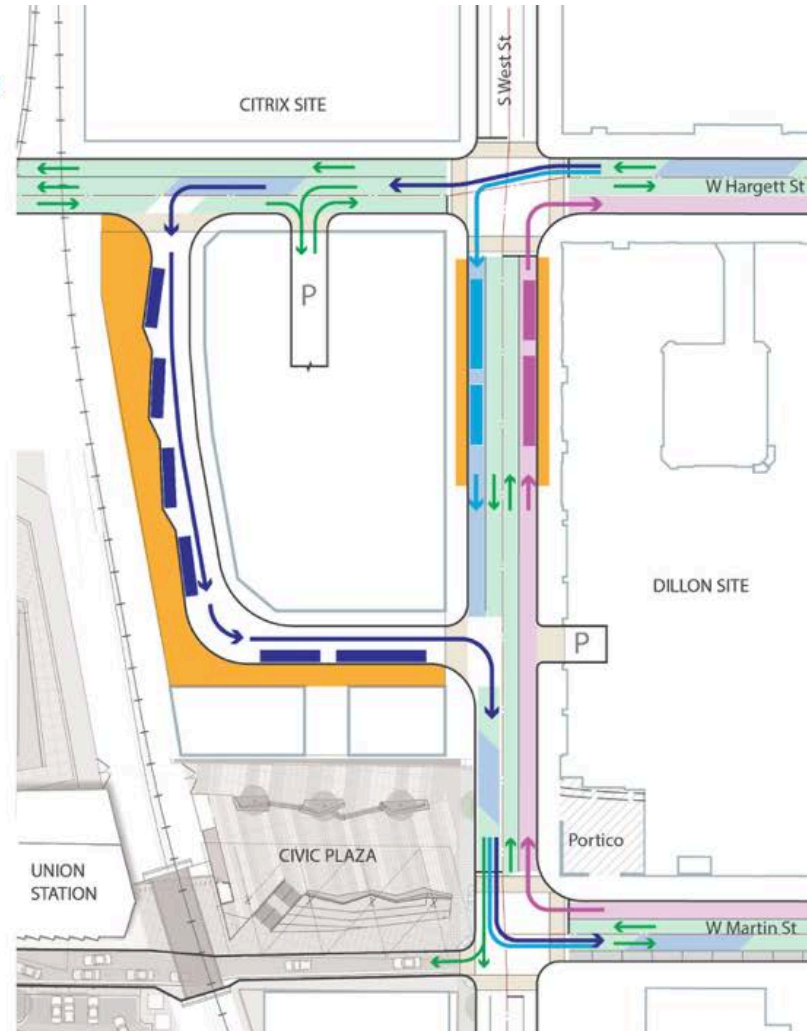 S West St
CITRIX SITE
W Hargett St
P
DILLON SITE
P
Portico
CIVIC PLAZA
UNION
STATION
W Martin St